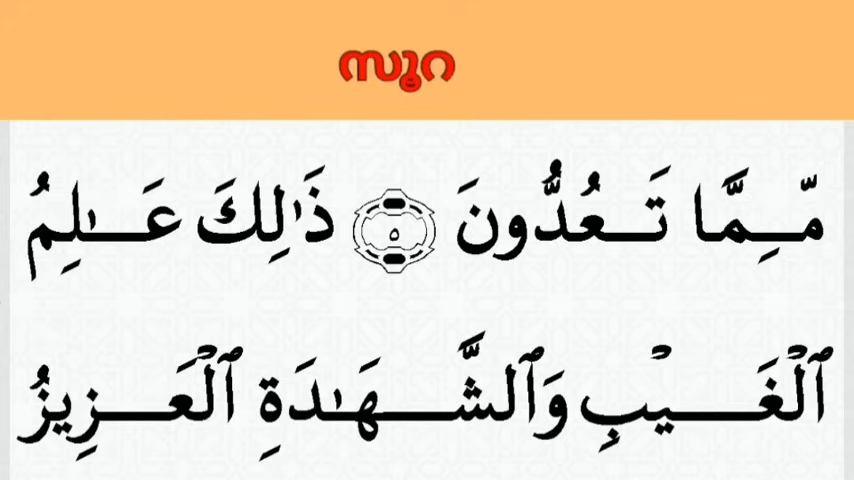 സൂറ
مِّمَّا تَعُدُّونَ ۝٥ ذَٰلِكَ عَـٰلِمُ
ٱلْغَيْبِ وَٱلشَّهَـٰدَةِ ٱلْعَزِيزُ